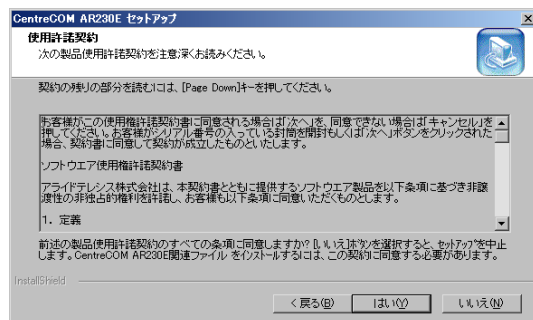 CentreCOM AR230E セットアップ
使用許諾契約
次の製品使用許諾契約を注意深くお読みください。
契約の残りの部分を読むには、[Page Down]キーを押してください。
お客様がこの使用権許諾契約書に同意される場合は「次へ」を、同意できない場合は「キャンセル」を
押してください。お客様がシリアル番号の入っている封筒を開封もしくは「次へ」ボタンをクリックされた
場合、契約書に同意して契約が成立したものといたします。
ソフトウエア使用権許諾契約書
アライドテレシス株式会社は、本契約書とともに提供するソフトウエア製品を以下条項に基づき非譲
渡性の非独占的権利を許諾し、お客様も以下条項に同意いただくものとします。
1. 定義
前述の製品使用許諾契約のすべての条項に同意しますか? [いいえ]ボタンを選択すると、セットアップを中止
します。CentreCOM AR230E関連ファイル をインストールするには、この契約に同意する必要があります。
InstallShield
< 戻る(B)
はい(Y)
いいえ(N)